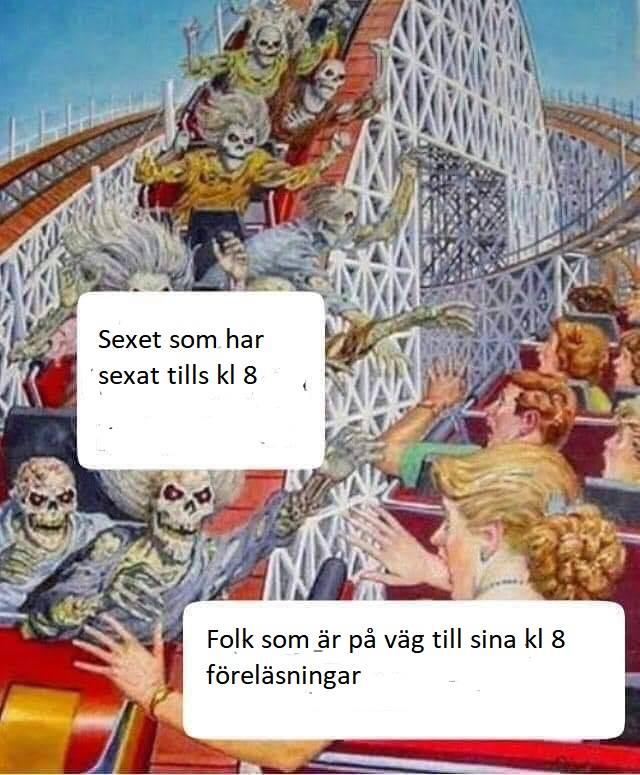 Sexet som har
sexat tills kl 8
Folk som är på väg till sina kl 8
föreläsningar